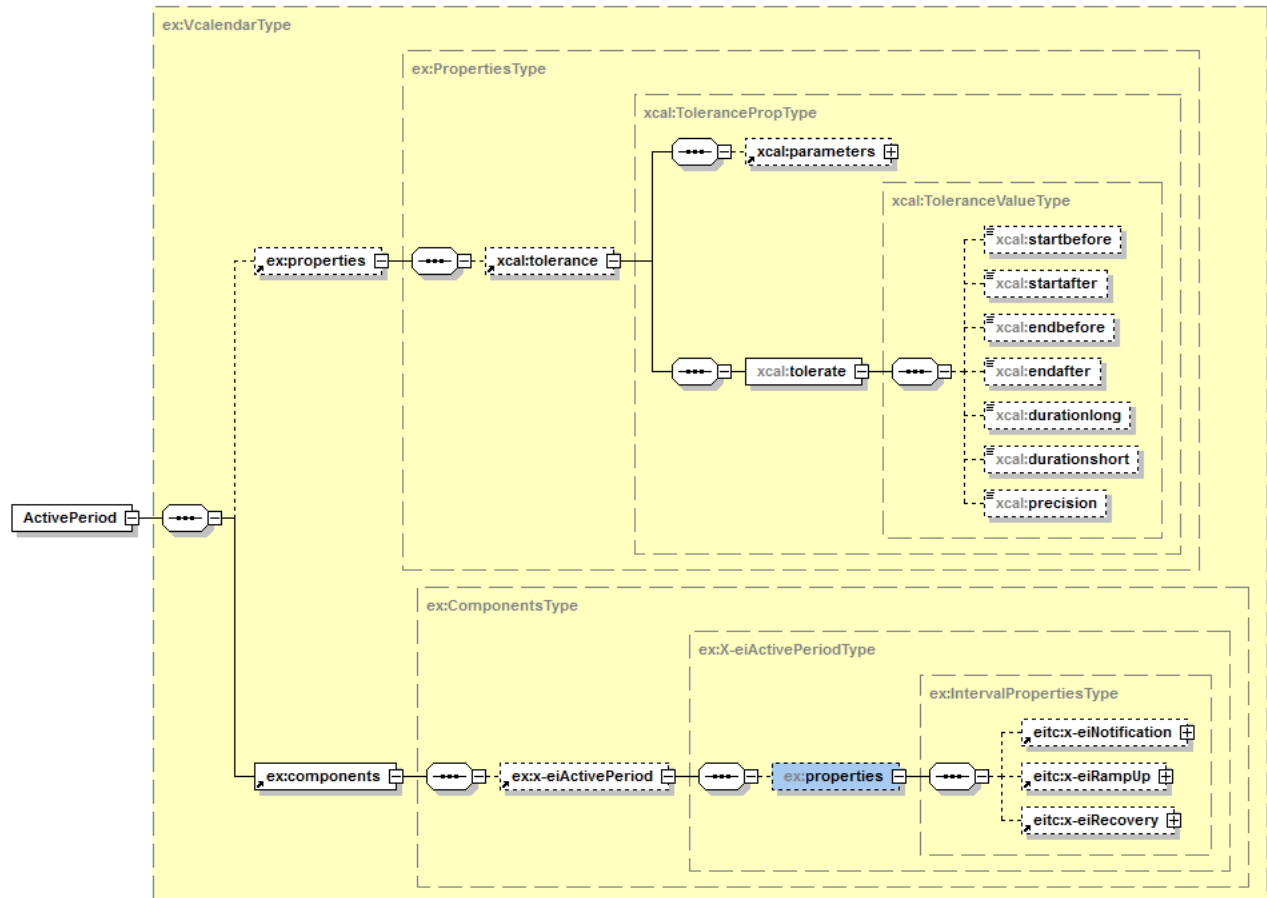 ex:VcalendarType
ex:PropertiesType
xcal:TolerancePropType
xcal:parameters
xcal:ToleranceValueType
xcal:startbefore
ex:properties
xcal:tolerance
xcal:startafter
xcal:endbefore
xcal:tolerate
xcal:endafter
xcal:durationlong
xcal:durationshort
xcal:precision
ActivePeriod
ex:ComponentsType
ex:X-eiActivePeriodType
ex:IntervalPropertiesType
eitc:x-eiNotification
ex:components
ex:x-eiActivePeriod
ex:properties
eitc:x-eiRampUp
eitc:x-eiRecovery